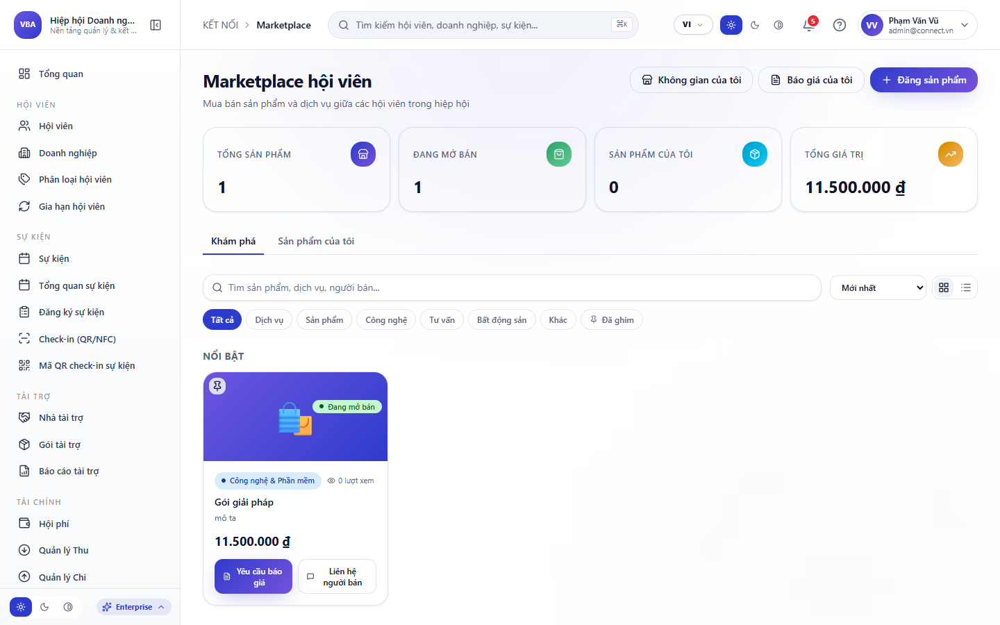 VBA
Hiệp hội Doanh ng...
Nền tảng quản lý & kết ...
KẾT NỐI > Marketplace
Tìm kiếm hội viên, doanh nghiệp, sự kiện...
⌘K
VI
5
VV
Phạm Văn Vũ
admin@connect.vn
Tổng quan
HỘI VIÊN
Hội viên
Doanh nghiệp
Phân loại hội viên
Gia hạn hội viên
SỰ KIỆN
Sự kiện
Tổng quan sự kiện
Đăng ký sự kiện
Check-in (QR/NFC)
Mã QR check-in sự kiện
TÀI TRỢ
Nhà tài trợ
Gói tài trợ
Báo cáo tài trợ
TÀI CHÍNH
Hội phí
Quản lý Thu
Quản lý Chi
Enterprise
Marketplace hội viên
Mua bán sản phẩm và dịch vụ giữa các hội viên trong hiệp hội
Không gian của tôi
Báo giá của tôi
Đăng sản phẩm
TỔNG SẢN PHẨM
1
ĐANG MỞ BÁN
1
SẢN PHẨM CỦA TÔI
0
TỔNG GIÁ TRỊ
11.500.000 ₫
Khám phá
Sản phẩm của tôi
Tìm sản phẩm, dịch vụ, người bán...
Mới nhất
Tất cả
Dịch vụ
Sản phẩm
Công nghệ
Tư vấn
Bất động sản
Khác
Đã ghim
NỔI BẬT
Đang mở bán
Công nghệ & Phần mềm
0 lượt xem
Gói giải pháp
mô ta
11.500.000 ₫
Yêu cầu báo
giá
Liên hệ
người bán